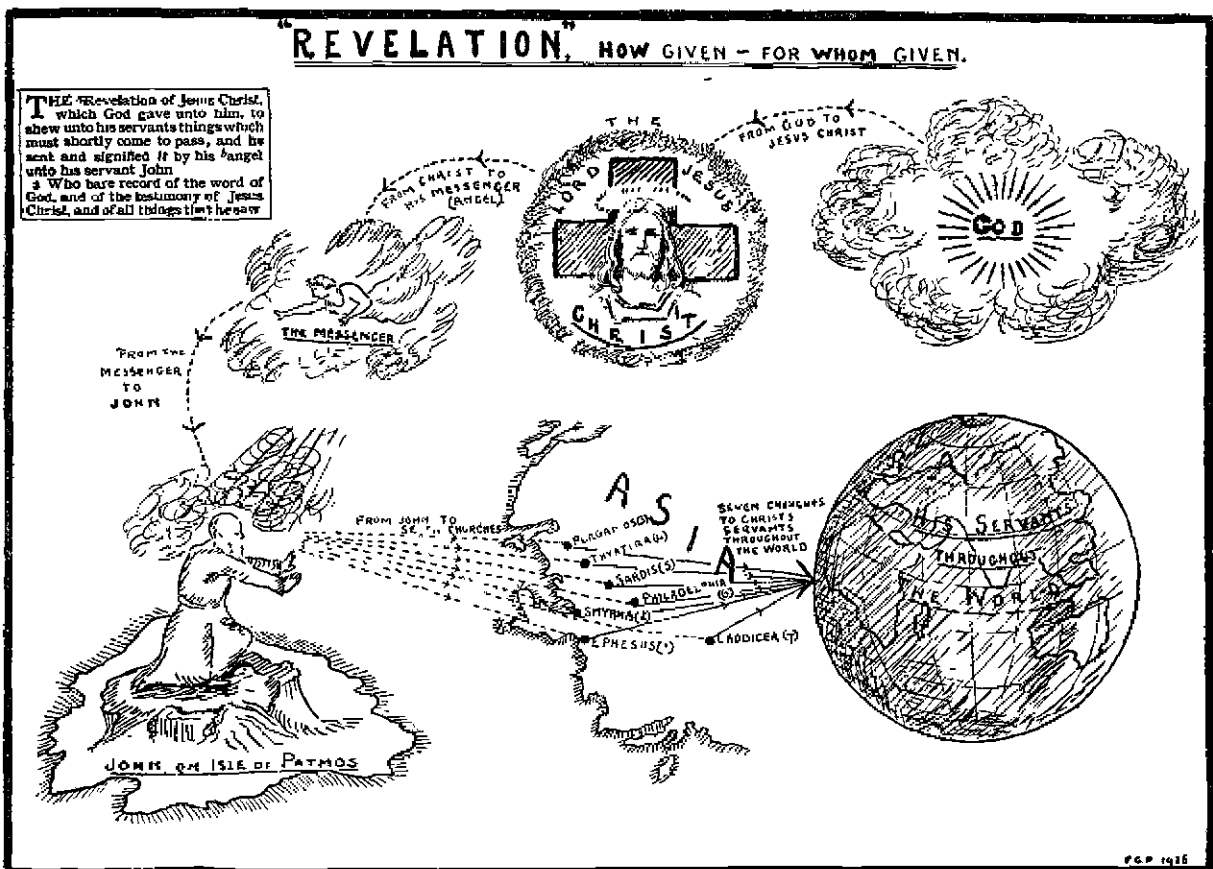 "REVELATION", HOW GIVEN – FOR WHOM GIVEN.
THE Revelation of Jesus Christ,
which God gave unto him, to
shew unto his servants things which
must shortly come to pass, and he
sent and signified it by his angel
unto his servant John
2 Who bare record of the word of
God, and of the testimony of Jesus
Christ, and of all things that he saw
FROM GOD TO
JESUS CHRIST
GOD
THE
LORD JESUS
CHRIST
FROM CHRIST TO
HIS MESSENGER
(ANGEL)
THE MESSENGER
FROM THE
MESSENGER
TO
JOHN
JOHN ON ISLE OF PATMOS
FROM JOHN TO
CHURCHES
ASIA
THYATIRA(4)
SARDIS(5)
SMYRNA(2)
EPHESUS(1)
LAODICEA(7)
SEVEN CHURCHES
TO CHRISTS
SERVANTS
THROUGHOUT
THE WORLD
HIS SERVANTS
THROUGHOUT
THE WORLD